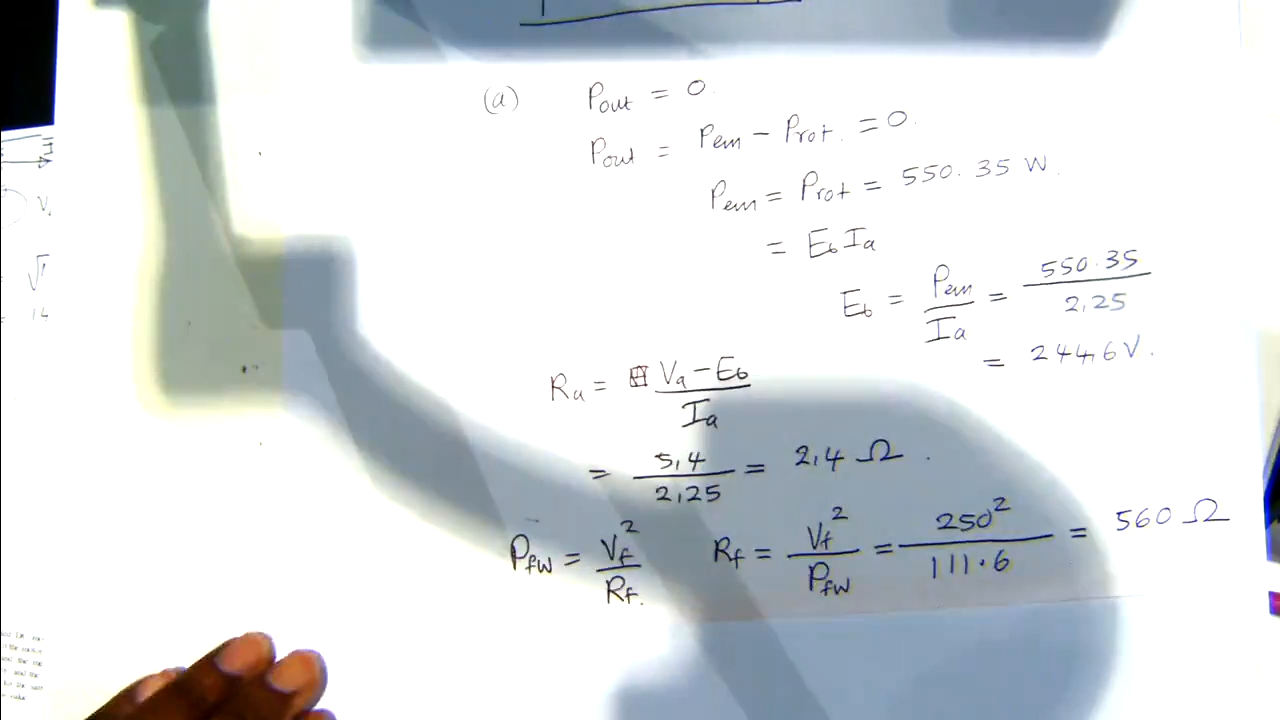 (a) Pout = 0.
Pout = Pem - Prot. = 0.
Pem = Prot = 550.35 W.
= Eb Ia
Eb = Pem / Ia = 550.35 / 2,25
= 244,6 V.
Ra = Va - Eb / Ia
= 5,4 / 2,25 = 2,4 Ω.
Pfw = Vf² / Rf. Rf = Vf² / Pfw = 250² / 111.6 = 560 Ω